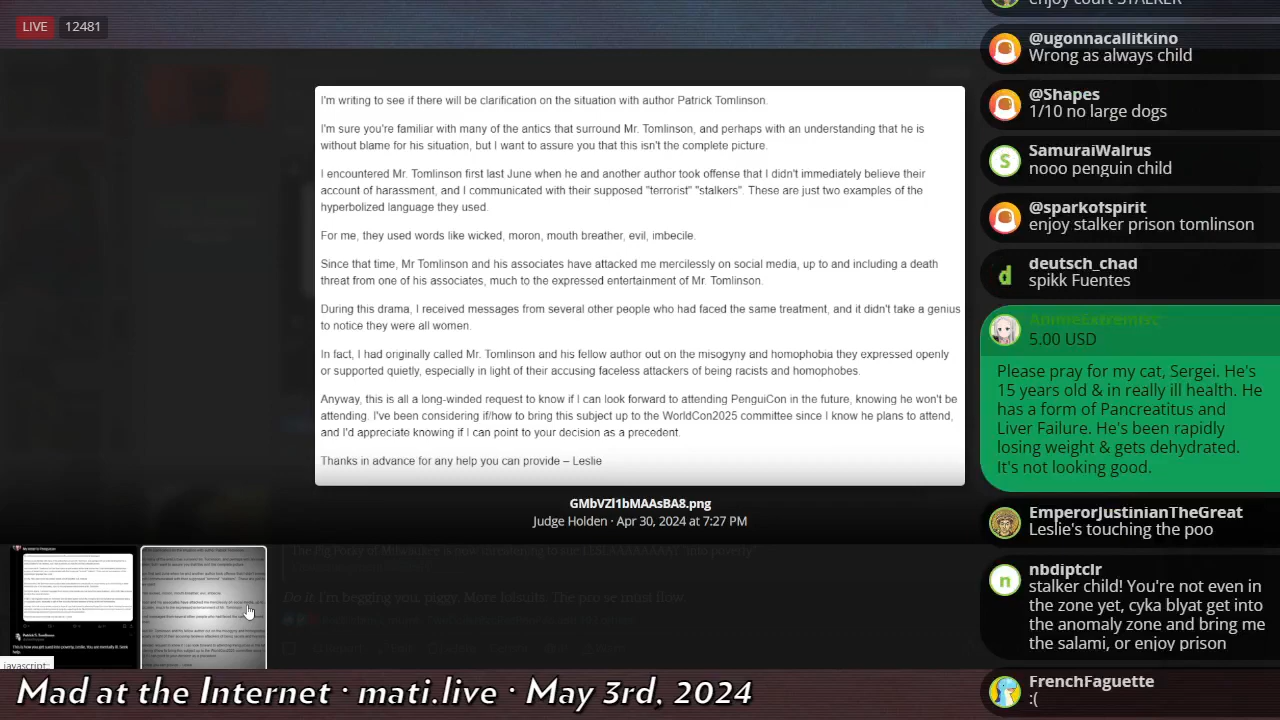 LIVE 12481
I'm writing to see if there will be clarification on the situation with author Patrick Tomlinson.
I'm sure you're familiar with many of the antics that surround Mr. Tomlinson, and perhaps with an understanding that he is
without blame for his situation, but I want to assure you that this isn't the complete picture.
I encountered Mr. Tomlinson first last June when he and another author took offense that I didn't immediately believe their
account of harassment, and I communicated with their supposed "terrorist" "stalkers". These are just two examples of the
hyperbolized language they used.
For me, they used words like wicked, moron, mouth breather, evil, imbecile.
Since that time, Mr Tomlinson and his associates have attacked me mercilessly on social media, up to and including a death
threat from one of his associates, much to the expressed entertainment of Mr. Tomlinson.
During this drama, I received messages from several other people who had faced the same treatment, and it didn't take a genius
to notice they were all women.
In fact, I had originally called Mr. Tomlinson and his fellow author out on the misogyny and homophobia they expressed openly
or supported quietly, especially in light of their accusing faceless attackers of being racists and homophobes.
Anyway, this is all a long-winded request to know if I can look forward to attending PenguiCon in the future, knowing he won't be
attending. I've been considering if/how to bring this subject up to the WorldCon2025 committee since I know he plans to attend,
and I'd appreciate knowing if I can point to your decision as a precedent.
Thanks in advance for any help you can provide – Leslie
GMbVZl1bMAAsBA8.png
Judge Holden · Apr 30, 2024 at 7:27 PM
javascript:
enjoy court STALKER
@ugonnacallitkino
Wrong as always child
@Shapes
1/10 no large dogs
SamuraiWalrus
nooo penguin child
@sparkofspirit
enjoy stalker prison tomlinson
deutsch_chad
spikk Fuentes
5.00 USD
Please pray for my cat, Sergei. He's
15 years old & in really ill health. He
has a form of Pancreatitus and
Liver Failure. He's been rapidly
losing weight & gets dehydrated.
It's not looking good.
EmperorJustinianTheGreat
Leslie's touching the poo
ndiptclr
stalker child! You're not even in
the zone yet, cyka blyat get into
the anomaly zone and bring me
the salami, or enjoy prison
FrenchFaguette
:(
Mad at the Internet · mati.live · May 3rd, 2024